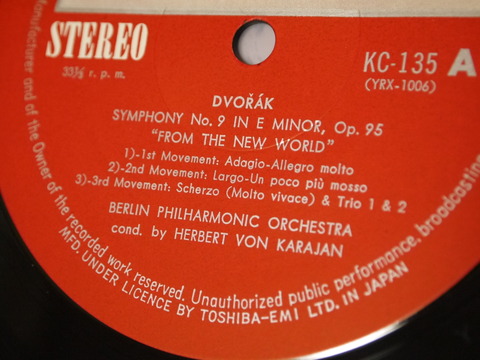 STEREO
33⅓ r. p. m.
KC-135 A
(YRX-1006)
DVOŘÁK
SYMPHONY No. 9 IN E MINOR, Op. 95
"FROM THE NEW WORLD"
1)-1st Movement: Adagio-Allegro molto
2)-2nd Movement: Largo-Un poco più mosso
3)-3rd Movement: Scherzo (Molto vivace) & Trio 1 & 2
BERLIN PHILHARMONIC ORCHESTRA
cond. by HERBERT VON KARAJAN
Manufacturer and of the Owner of the recorded work reserved. Unauthorized public performance, broadcasting
MFD. UNDER LICENCE BY TOSHIBA-EMI LTD. IN JAPAN